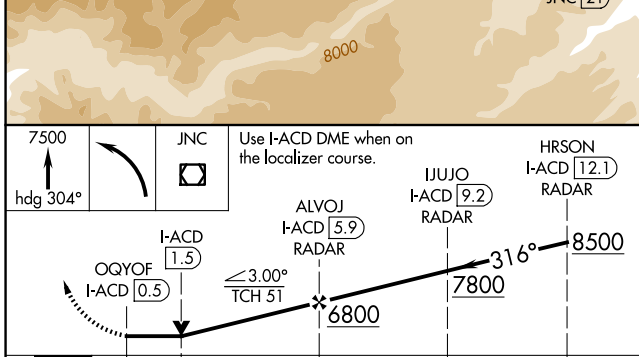 JNC 21
8000
7500
hdg 304°
JNC
Use I-ACD DME when on
the localizer course.
HRSON
I-ACD 12.1
RADAR
IJUJO
I-ACD 9.2
RADAR
ALVOJ
I-ACD 5.9
RADAR
I-ACD
1.5
OQYOF
I-ACD 0.5
3.00°
TCH 51
316°
8500
7800
6800